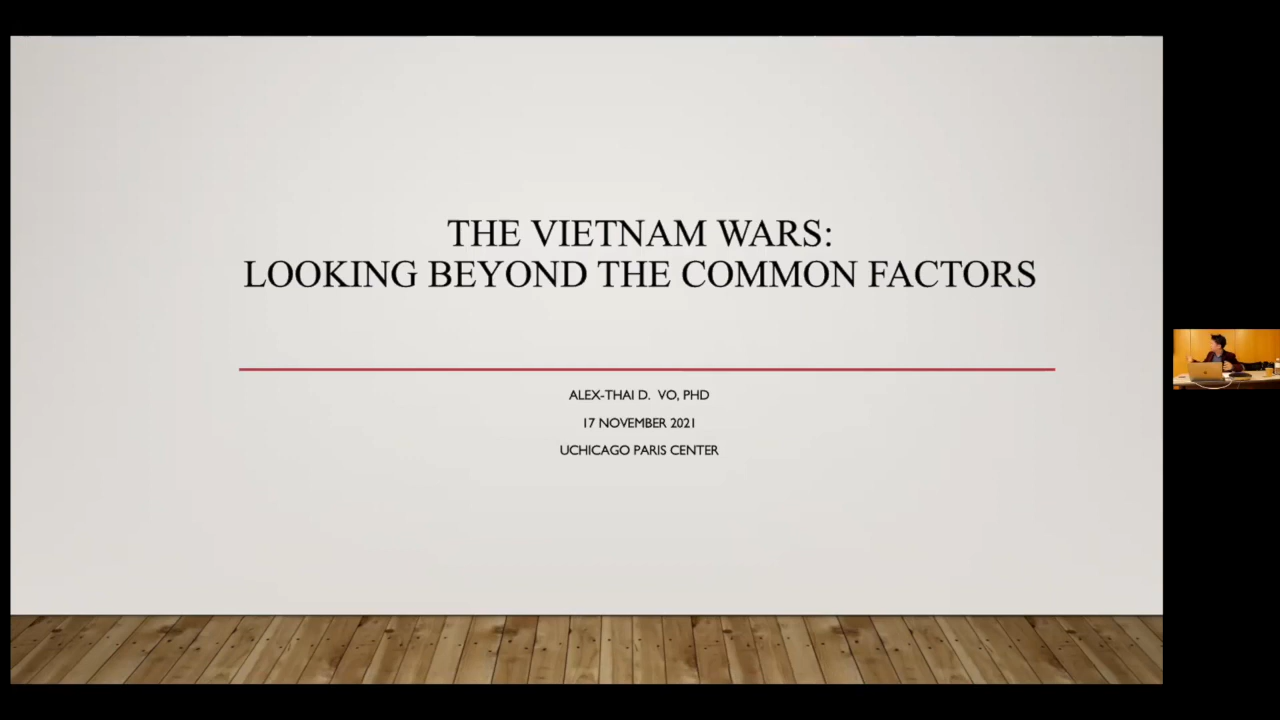 THE VIETNAM WARS:
LOOKING BEYOND THE COMMON FACTORS
ALEX-THAI D. VO, PHD
17 NOVEMBER 2021
UCHICAGO PARIS CENTER